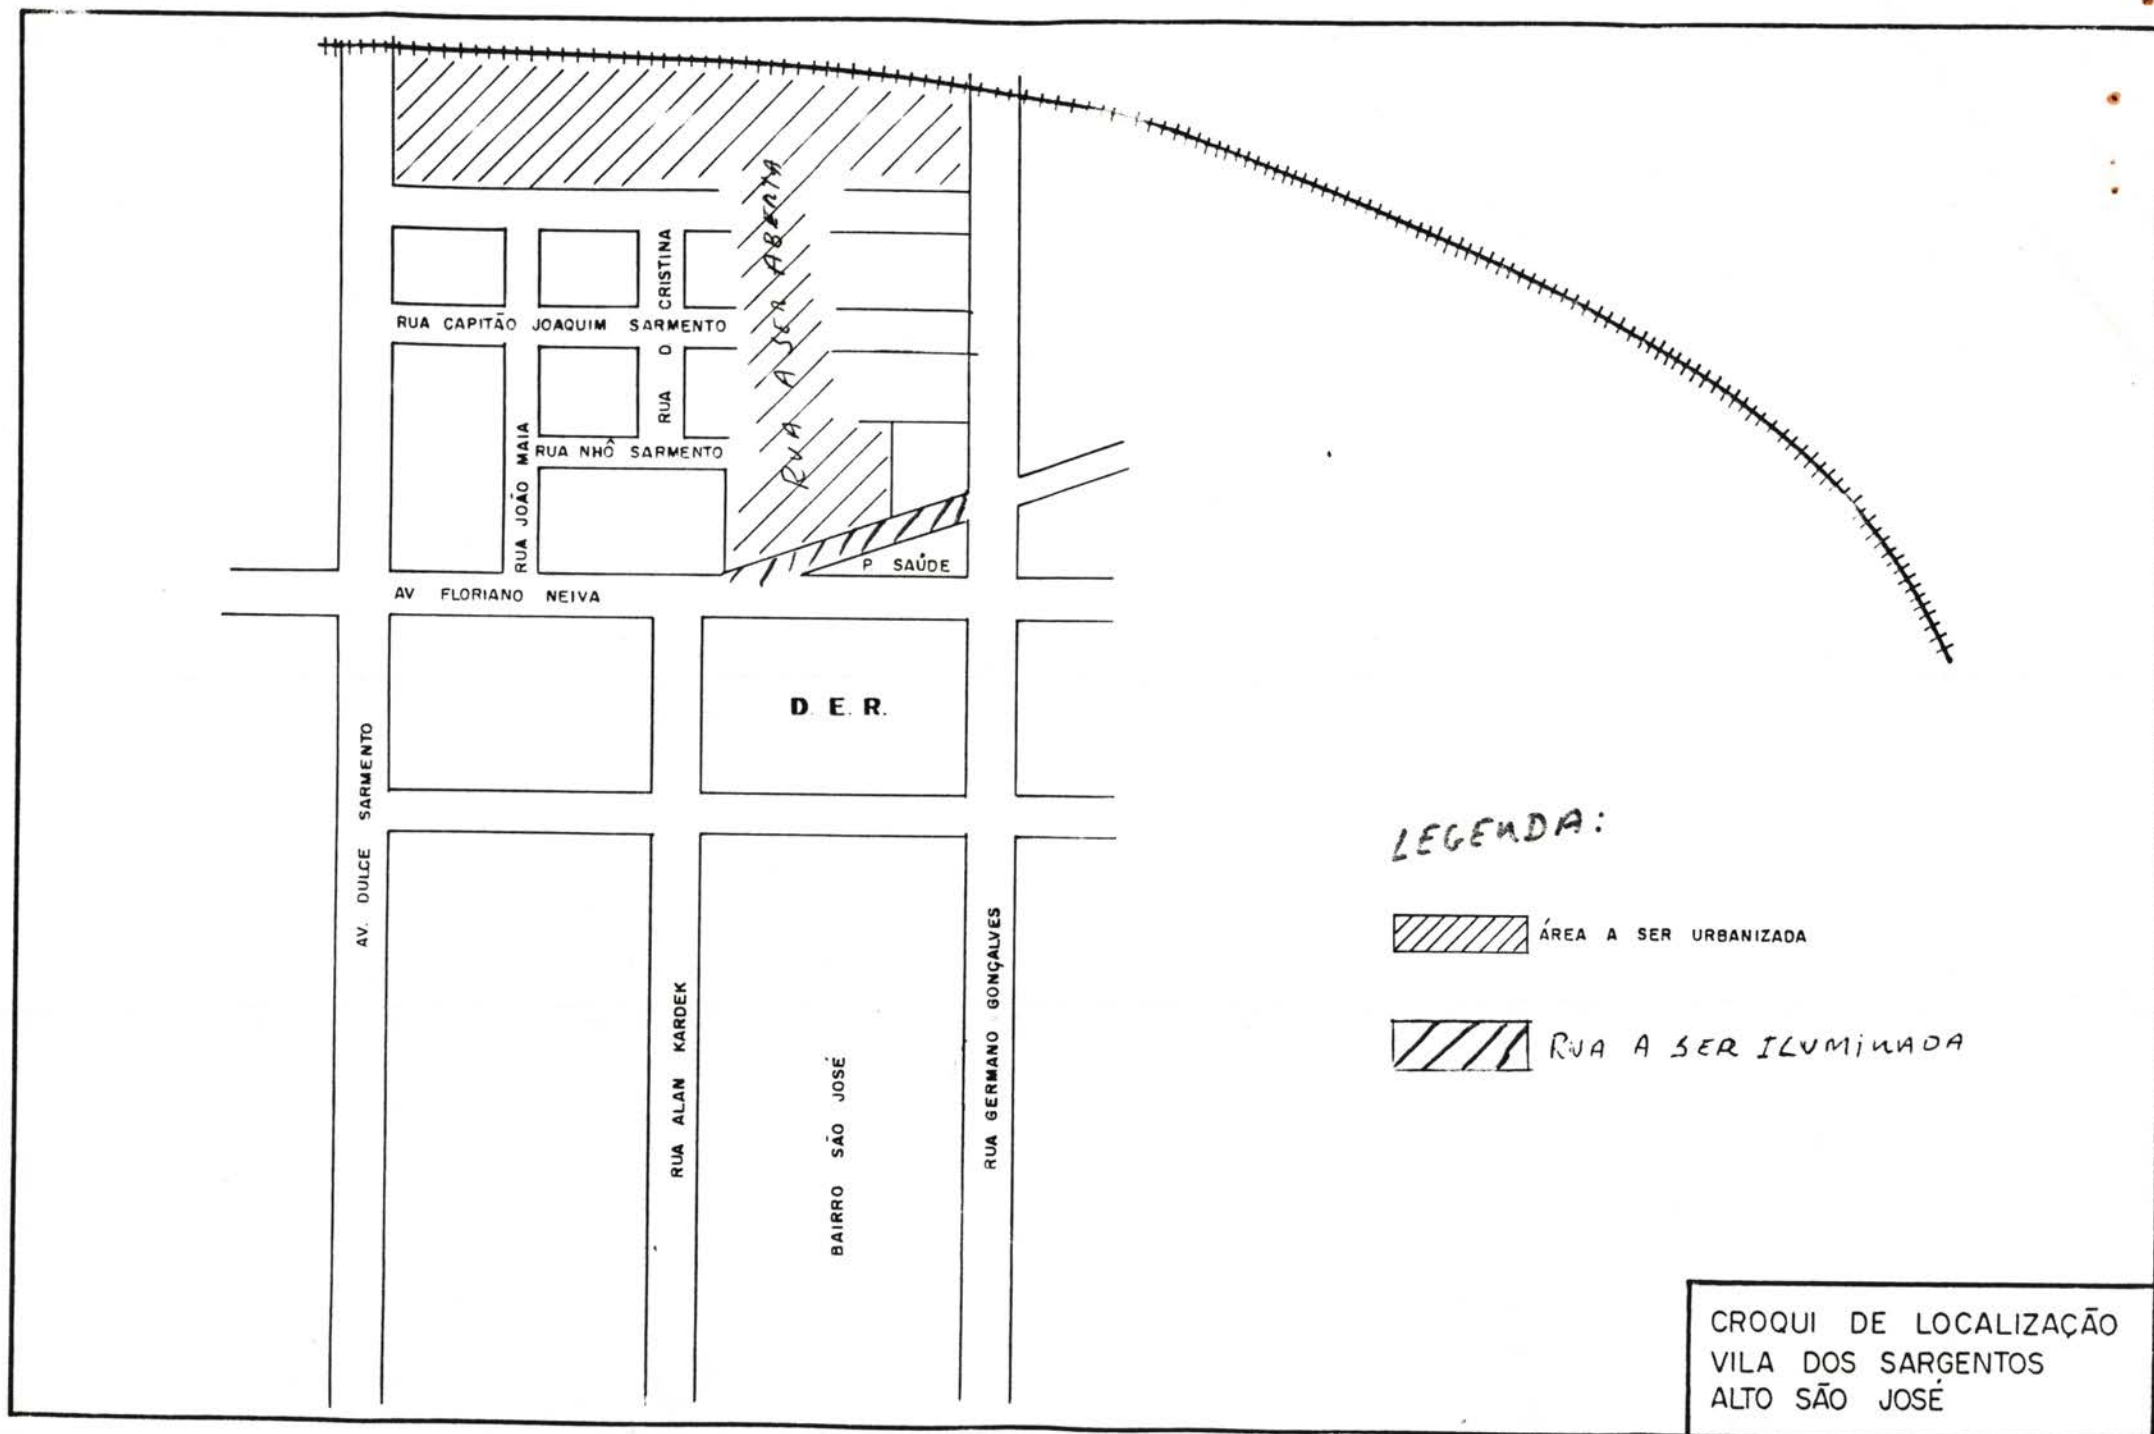 RUA A SER ABERTA
RUA D CRISTINA
RUA CAPITÃO JOAQUIM SARMENTO
RUA JOÃO MAIA
RUA NHÔ SARMENTO
P SAÚDE
AV FLORIANO NEIVA
D. E. R.
AV. DULCE SARMENTO
RUA ALAN KARDEK
BAIRRO SÃO JOSÉ
RUA GERMANO GONÇALVES
LEGENDA:
ÁREA A SER URBANIZADA
RUA A SER ILUMINADA
CROQUI DE LOCALIZAÇÃO
VILA DOS SARGENTOS
ALTO SÃO JOSÉ